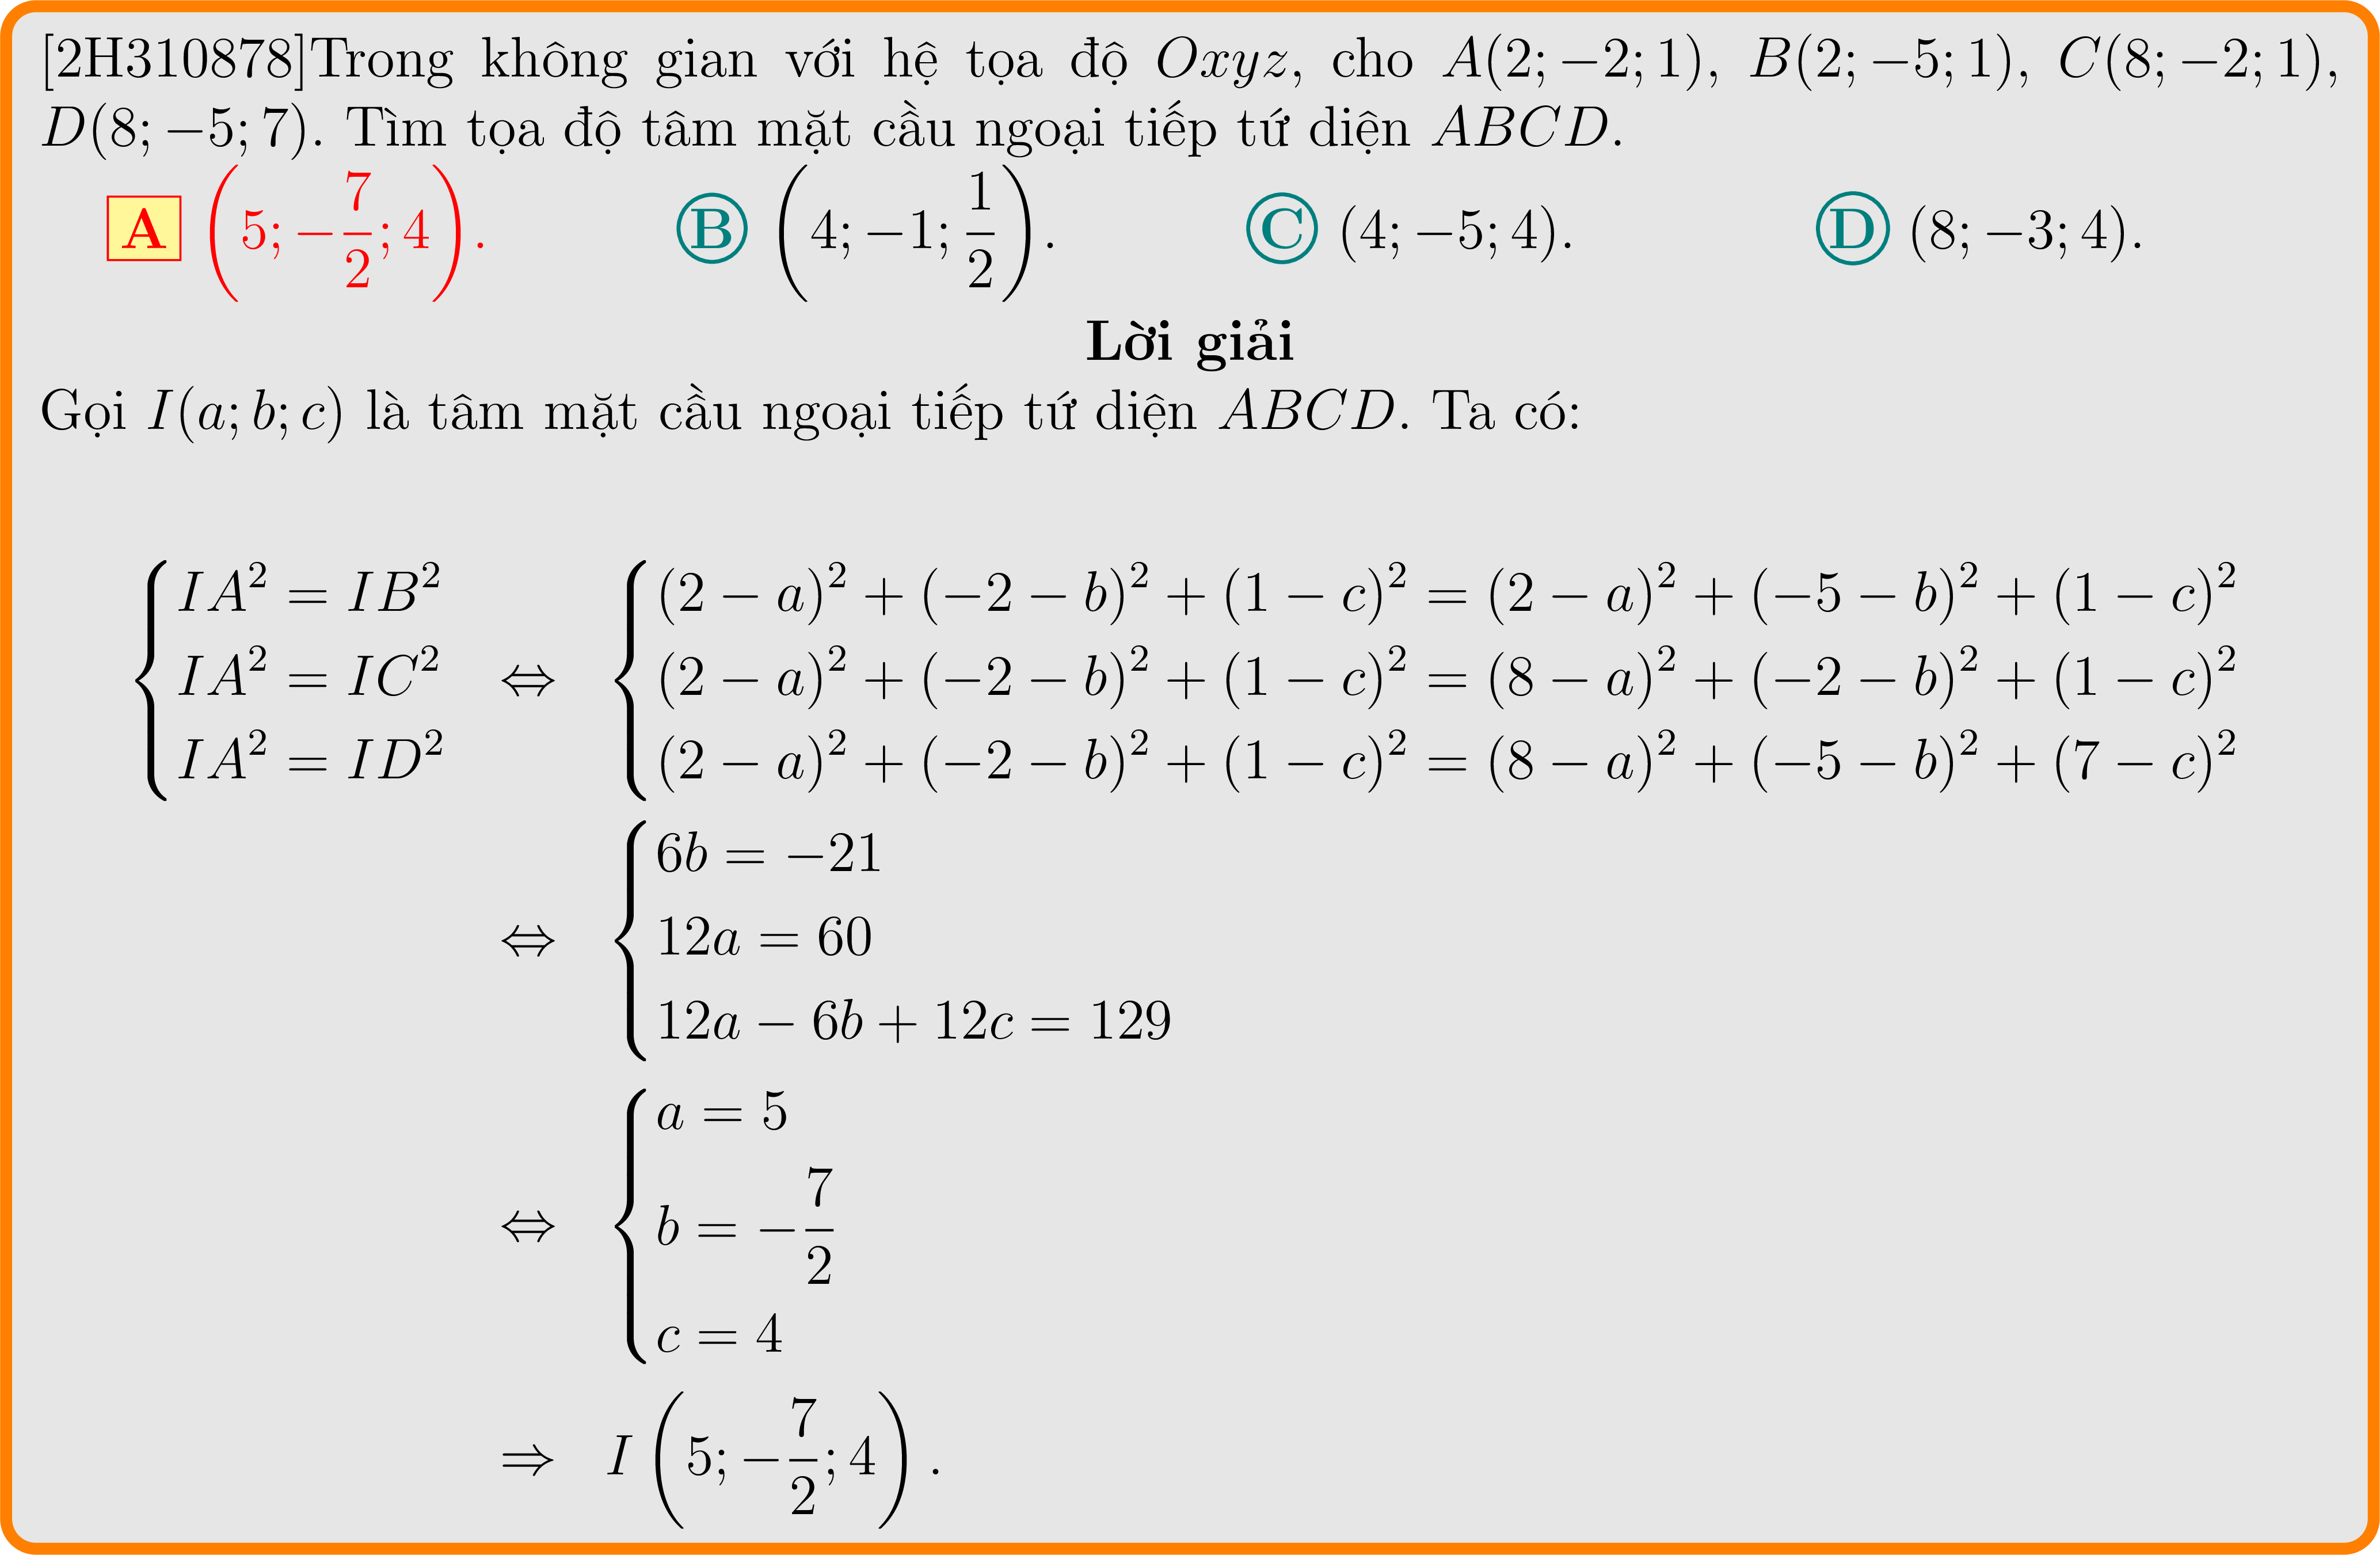 [2H310878]Trong không gian với hệ tọa độ $Oxyz$, cho $A(2;-2;1)$, $B(2;-5;1)$, $C(8;-2;1)$,
$D(8;-5;7)$. Tìm tọa độ tâm mặt cầu ngoại tiếp tứ diện $ABCD$.
A $\left(5;-\dfrac{7}{2};4\right)$. B $\left(4;-1;\dfrac{1}{2}\right)$. C $(4;-5;4)$. D $(8;-3;4)$.
Lời giải
Gọi $I(a;b;c)$ là tâm mặt cầu ngoại tiếp tứ diện $ABCD$. Ta có:
$\begin{cases} IA^2 = IB^2 \\ IA^2 = IC^2 \\ IA^2 = ID^2 \end{cases} \Leftrightarrow \begin{cases} (2-a)^2 + (-2-b)^2 + (1-c)^2 = (2-a)^2 + (-5-b)^2 + (1-c)^2 \\ (2-a)^2 + (-2-b)^2 + (1-c)^2 = (8-a)^2 + (-2-b)^2 + (1-c)^2 \\ (2-a)^2 + (-2-b)^2 + (1-c)^2 = (8-a)^2 + (-5-b)^2 + (7-c)^2 \end{cases}$
$\Leftrightarrow \begin{cases} 6b = -21 \\ 12a = 60 \\ 12a - 6b + 12c = 129 \end{cases}$
$\Leftrightarrow \begin{cases} a = 5 \\ b = -\dfrac{7}{2} \\ c = 4 \end{cases}$
$\Rightarrow I\left(5;-\dfrac{7}{2};4\right)$.